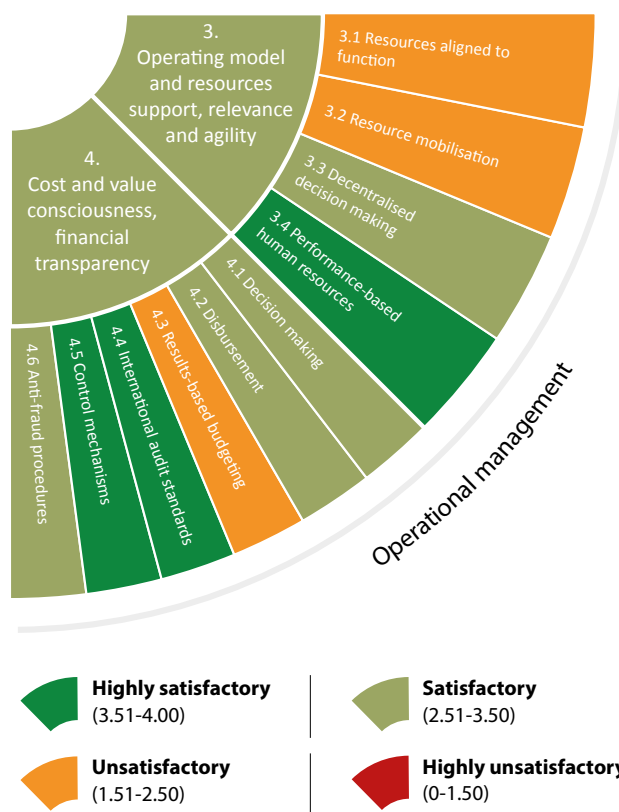 3.
Operating model
and resources
support, relevance
and agility
3.1 Resources aligned to
function
3.2 Resource mobilisation
3.3 Decentralised
decision making
3.4 Performance-based
human resources
4.
Cost and value
consciousness,
financial
transparency
4.1 Decision making
4.2 Disbursement
4.3 Results-based budgeting
4.4 International audit standards
4.5 Control mechanisms
4.6 Anti-fraud procedures
Operational management
Highly satisfactory
(3.51-4.00)
Satisfactory
(2.51-3.50)
Unsatisfactory
(1.51-2.50)
Highly unsatisfactory
(0-1.50)